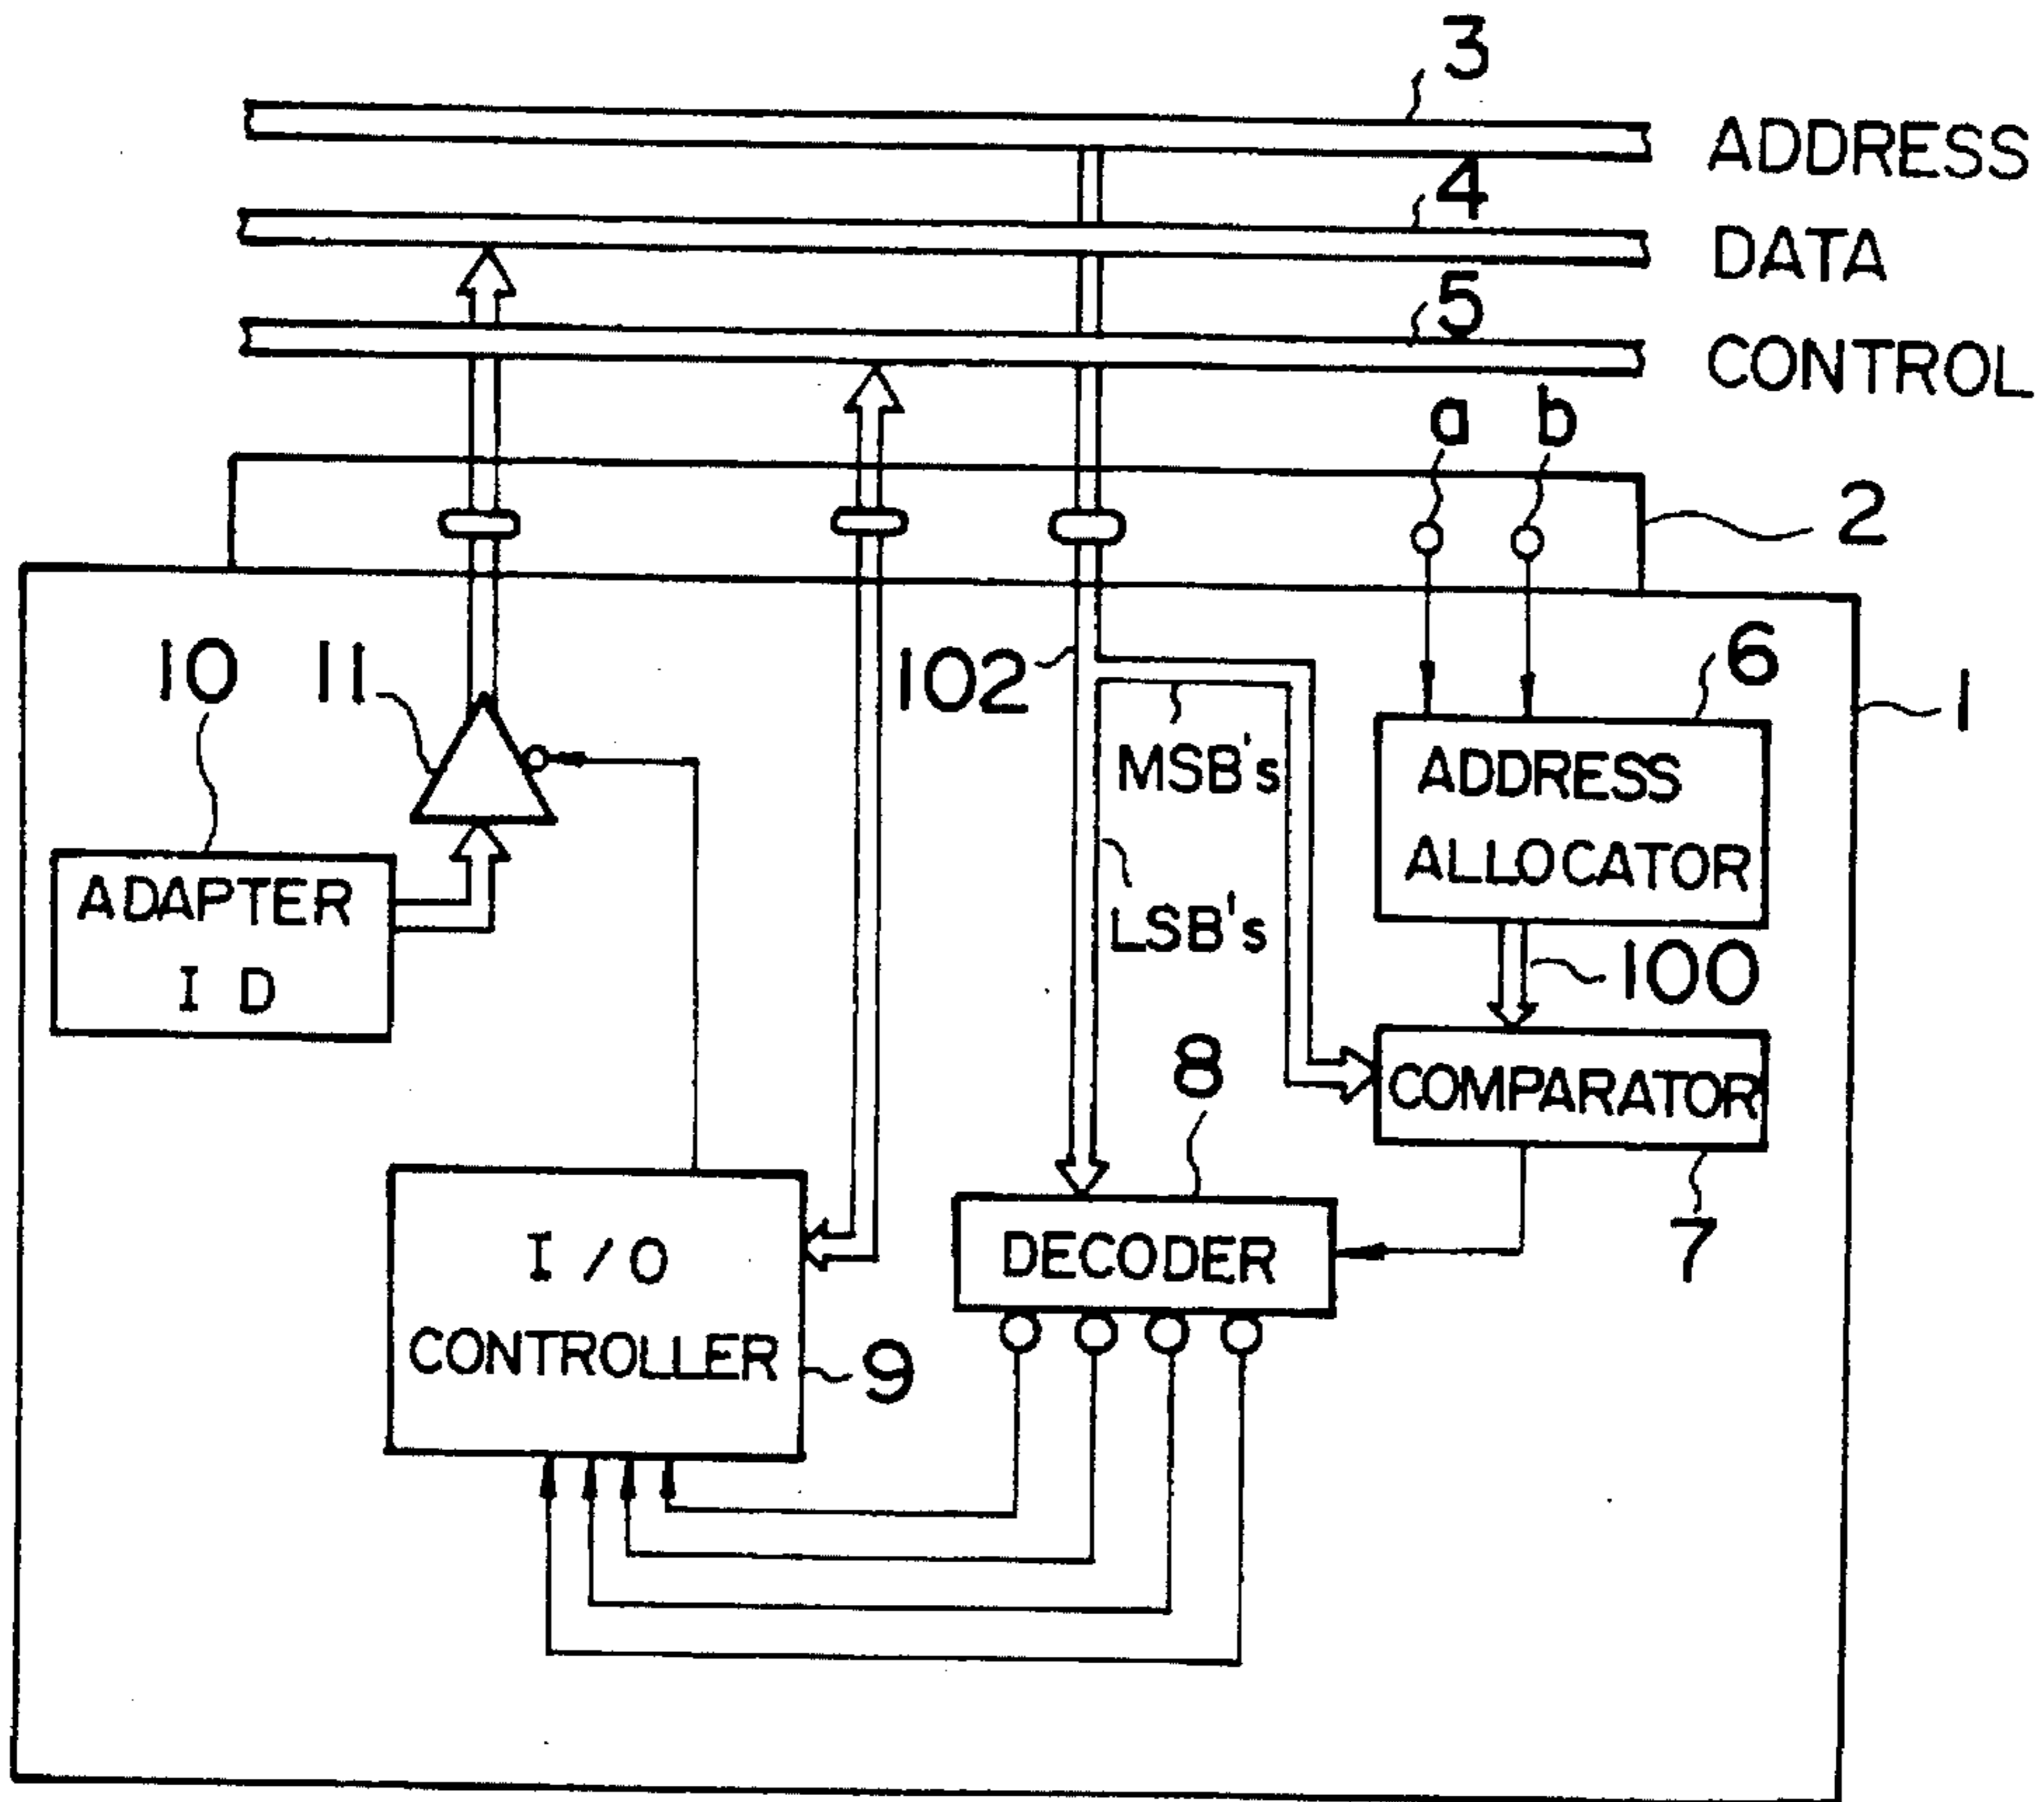 3
ADDRESS
4
DATA
5
CONTROL
a b
2
10 11 102 6 1
MSB's
ADDRESS
ALLOCATOR
ADAPTER
I D
LSB's
100
8
COMPARATOR
7
I/O
CONTROLLER
9
DECODER